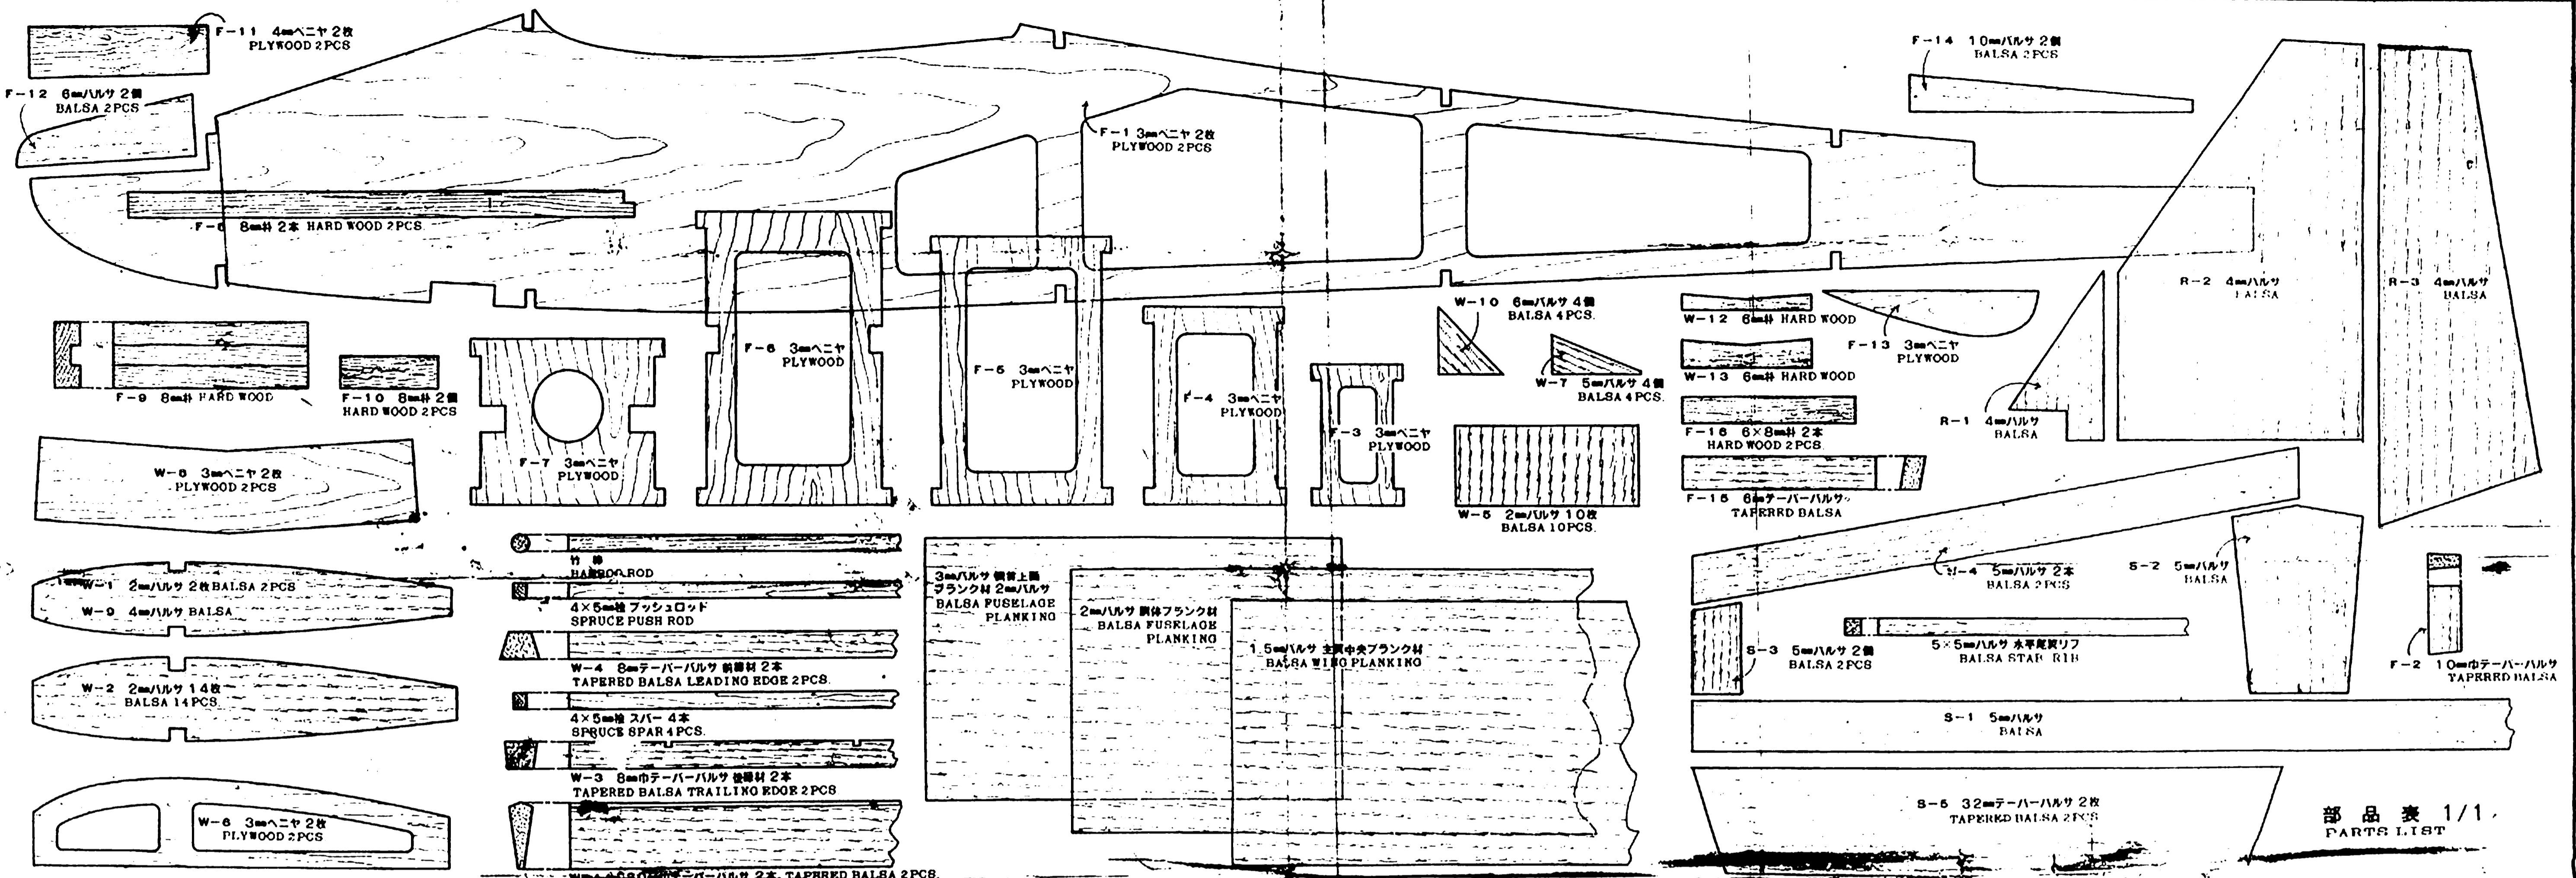 F-11 4mmベニヤ 2枚
PLYWOOD 2PCS
F-12 6mmバルサ 2個
BALSA 2PCS
F-14 10mmバルサ 2個
BALSA 2PCS
F-1 3mmベニヤ 2枚
PLYWOOD 2PCS
8mm朴 2本 HARD WOOD 2PCS
R-2 4mmバルサ
BALSA
R-3 4mmバルサ
BALSA
W-10 6mmバルサ 4個
BALSA 4PCS.
W-12 6mm朴 HARD WOOD
F-13 3mmベニヤ
PLYWOOD
F-6 3mmベニヤ
PLYWOOD
F-5 3mmベニヤ
PLYWOOD
F-4 3mmベニヤ
PLYWOOD
W-7 5mmバルサ 4個
BALSA 4PCS.
W-13 6mm朴 HARD WOOD
F-9 8mm朴 HARD WOOD
F-10 8mm朴 2個
HARD WOOD 2PCS
F-3 3mmベニヤ
PLYWOOD
F-16 6×8mm朴 2本
HARD WOOD 2PCS
R-1 4mmバルサ
BALSA
F-7 3mmベニヤ
PLYWOOD
W-6 3mmベニヤ 2枚
PLYWOOD 2PCS
W-5 2mmバルサ 10枚
BALSA 10PCS.
F-15 6mmテーパーバルサ
TAPERRD BALSA
ROD
W-1 2mmバルサ 2枚 BALSA 2PCS
W-9 4mmバルサ BALSA
4×5mm桧 プッシュロッド
SPRUCE PUSH ROD
3mmバルサ 機首上面
プランク材 2mmバルサ
BALSA FUSELAGE
PLANKING
2mmバルサ 胴体プランク材
BALSA FUSELAGE
PLANKING
1.5mmバルサ 主翼中央プランク材
BALSA WING PLANKING
5mmバルサ 2本
BALSA 2PCS
S-2 5mmバルサ
BALSA
W-4 8mmテーパーバルサ 前縁材 2本
TAPERED BALSA LEADING EDGE 2PCS.
S-3 5mmバルサ 2個
BALSA 2PCS
5×5mmバルサ 水平尾翼リブ
BALSA STAB RIB
F-2 10mm巾テーパーバルサ
TAPERRD BALSA
W-2 2mmバルサ 14枚
BALSA 14PCS.
4×5mm桧 スパー 4本
SPRUCE SPAR 4PCS.
S-1 5mmバルサ
BALSA
W-3 8mm巾テーパーバルサ 後縁材 2本
TAPERED BALSA TRAILING EDGE 2PCS
W-6 3mmベニヤ 2枚
PLYWOOD 2PCS
S-5 32mmテーパーバルサ 2枚
TAPERED BALSA 2PCS
部品表 1/1
PARTS LIST
テーパーバルサ 2本. TAPERED BALSA 2PCS.